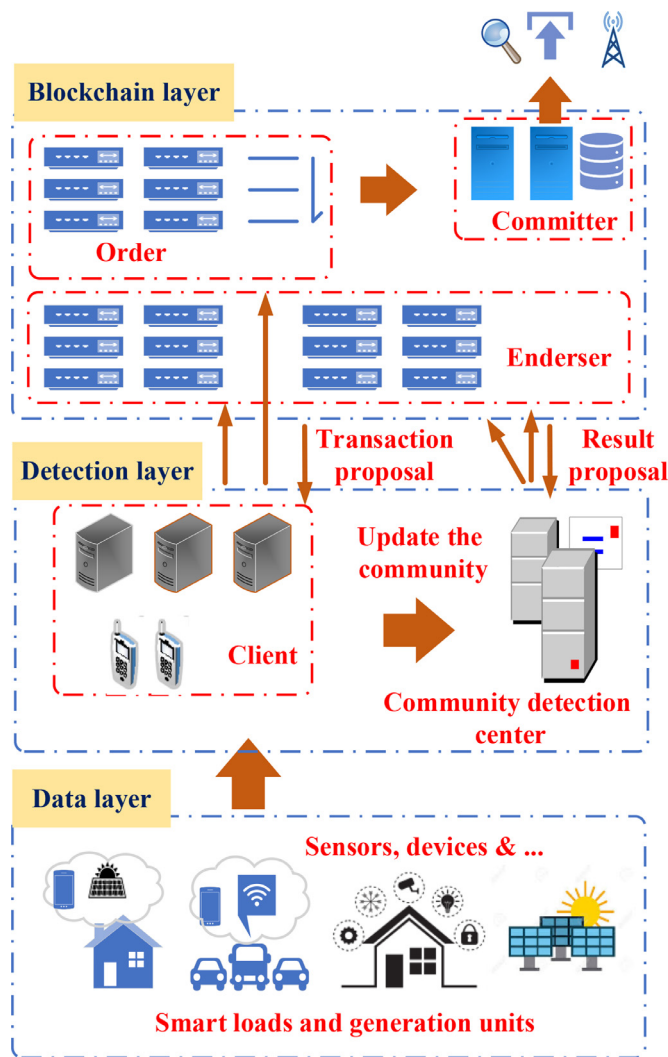 Blockchain layer
Order
Committer
Enderser
Transaction
proposal
Result
proposal
Detection layer
Update the
community
Client
Community detection
center
Data layer
Sensors, devices & ...
Smart loads and generation units